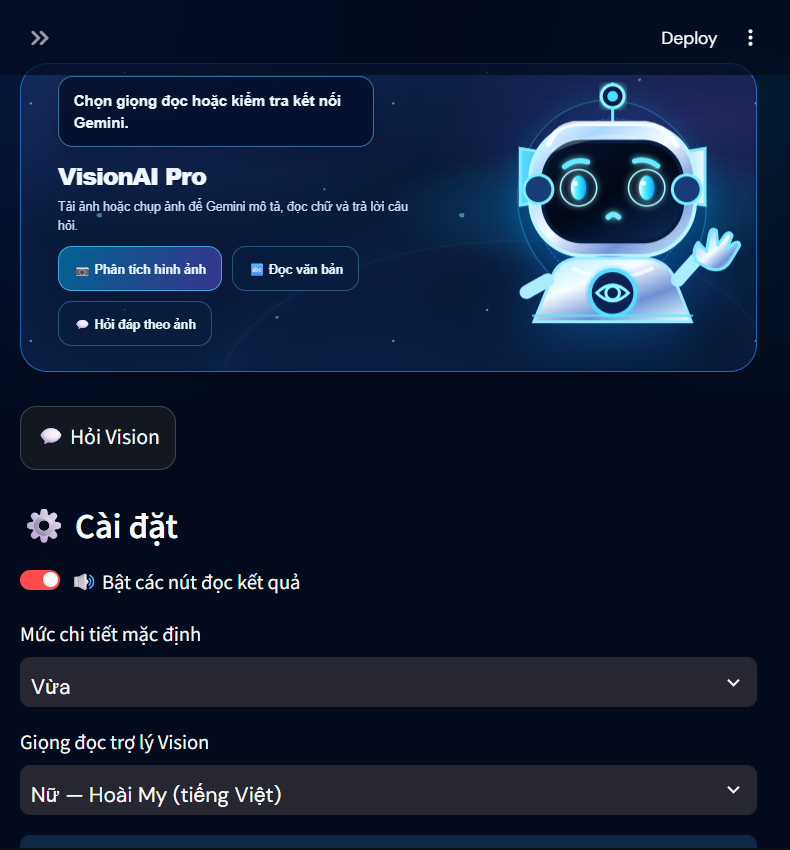 Deploy
Chọn giọng đọc hoặc kiểm tra kết nối
Gemini.
VisionAI Pro
Tải ảnh hoặc chụp ảnh để Gemini mô tả, đọc chữ và trả lời câu
hỏi.
Phân tích hình ảnh
abc Đọc văn bản
Hỏi đáp theo ảnh
Hỏi Vision
Cài đặt
Bật các nút đọc kết quả
Mức chi tiết mặc định
Vừa
Giọng đọc trợ lý Vision
Nữ — Hoài My (tiếng Việt)